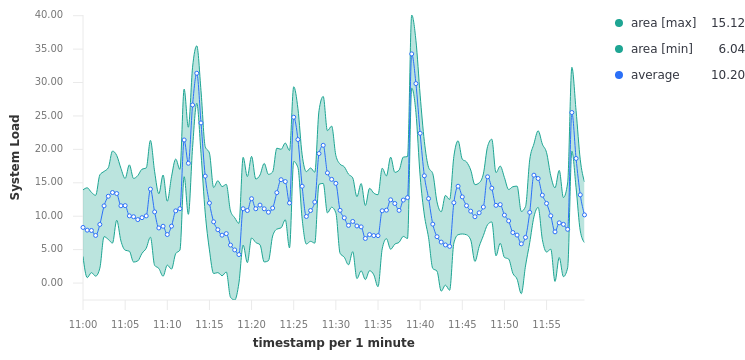 40.00
35.00
30.00
25.00
20.00
15.00
10.00
5.00
0.00
System Load
11:00 11:05 11:10 11:15 11:20 11:25 11:30 11:35 11:40 11:45 11:50 11:55
timestamp per 1 minute
area [max] 15.12
area [min] 6.04
average 10.20